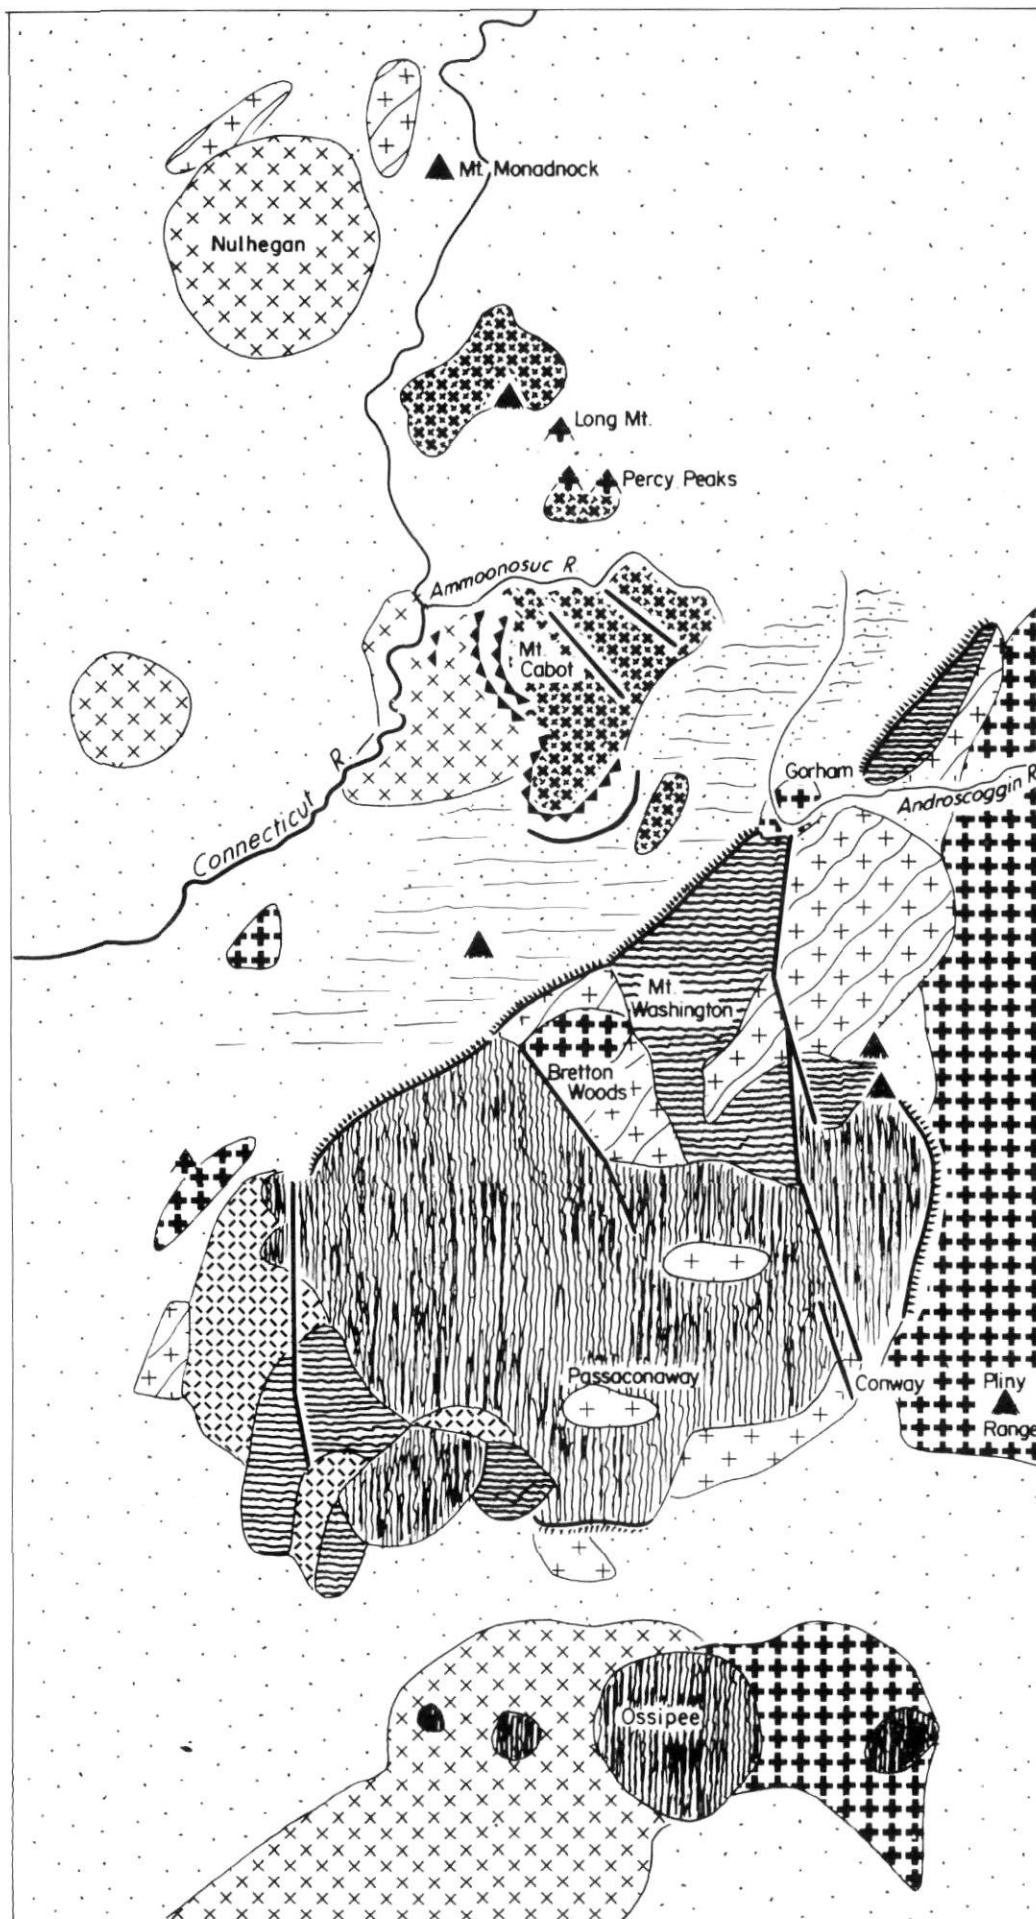 Mt. Monadnock
Nulhegan
Long Mt.
Percy Peaks
Ammoonosuc R.
Mt.
Cabot
Gorham
Androscoggin R
Connecticut R.
Mt.
Washington
Bretton
Woods
Passaconaway
Conway
Pliny
Range
Ossipee